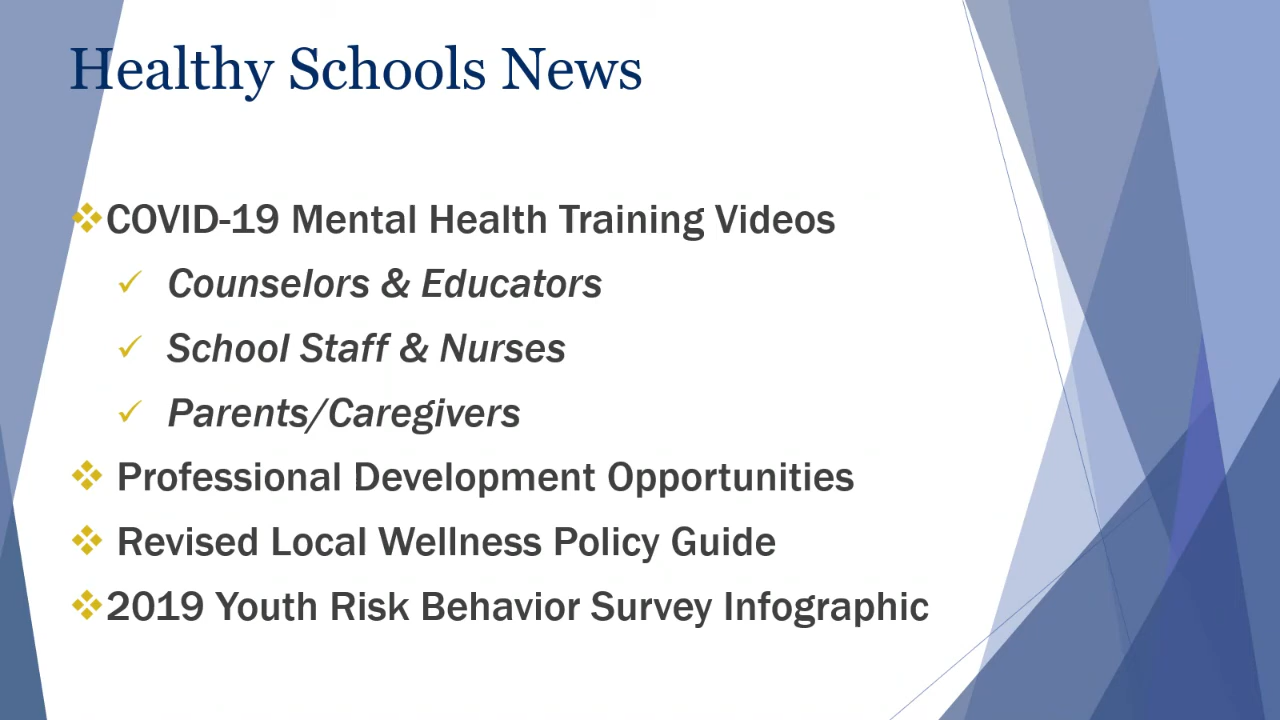 Healthy Schools News
❖COVID-19 Mental Health Training Videos
✓ Counselors & Educators
✓ School Staff & Nurses
✓ Parents/Caregivers
❖ Professional Development Opportunities
❖ Revised Local Wellness Policy Guide
❖2019 Youth Risk Behavior Survey Infographic